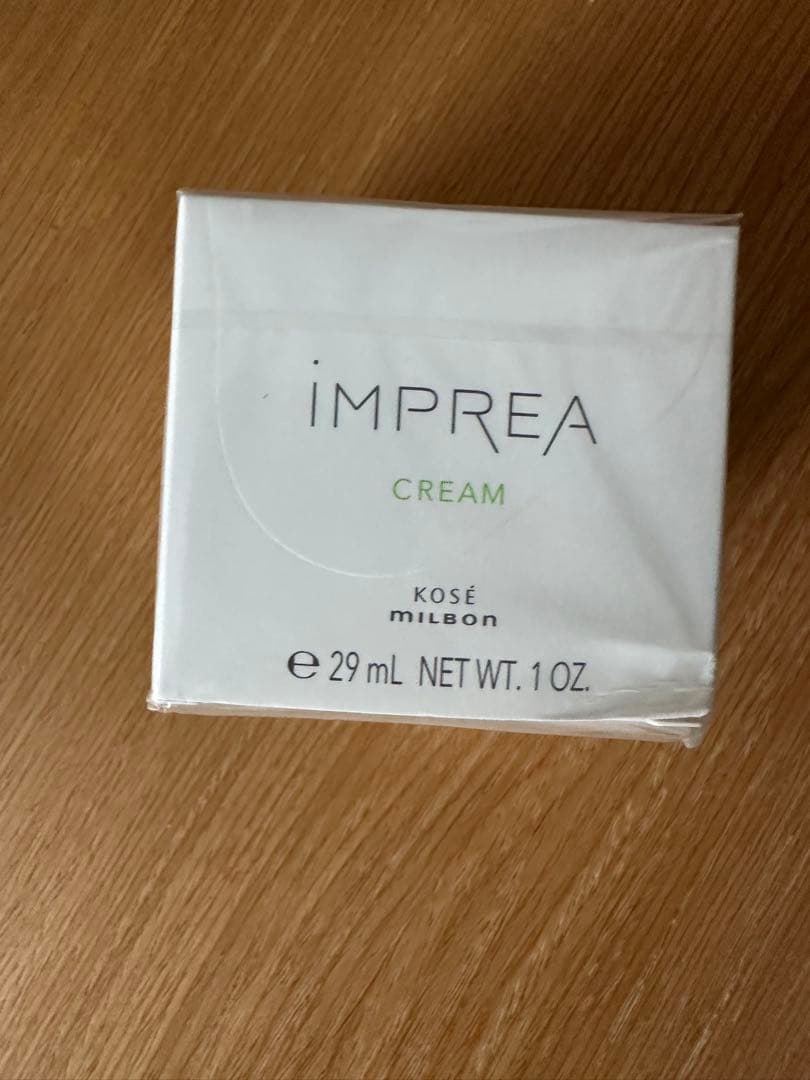 iMPREA
CREAM
KOSÉ
MILBON
℮ 29 mL NET WT. 1 OZ.